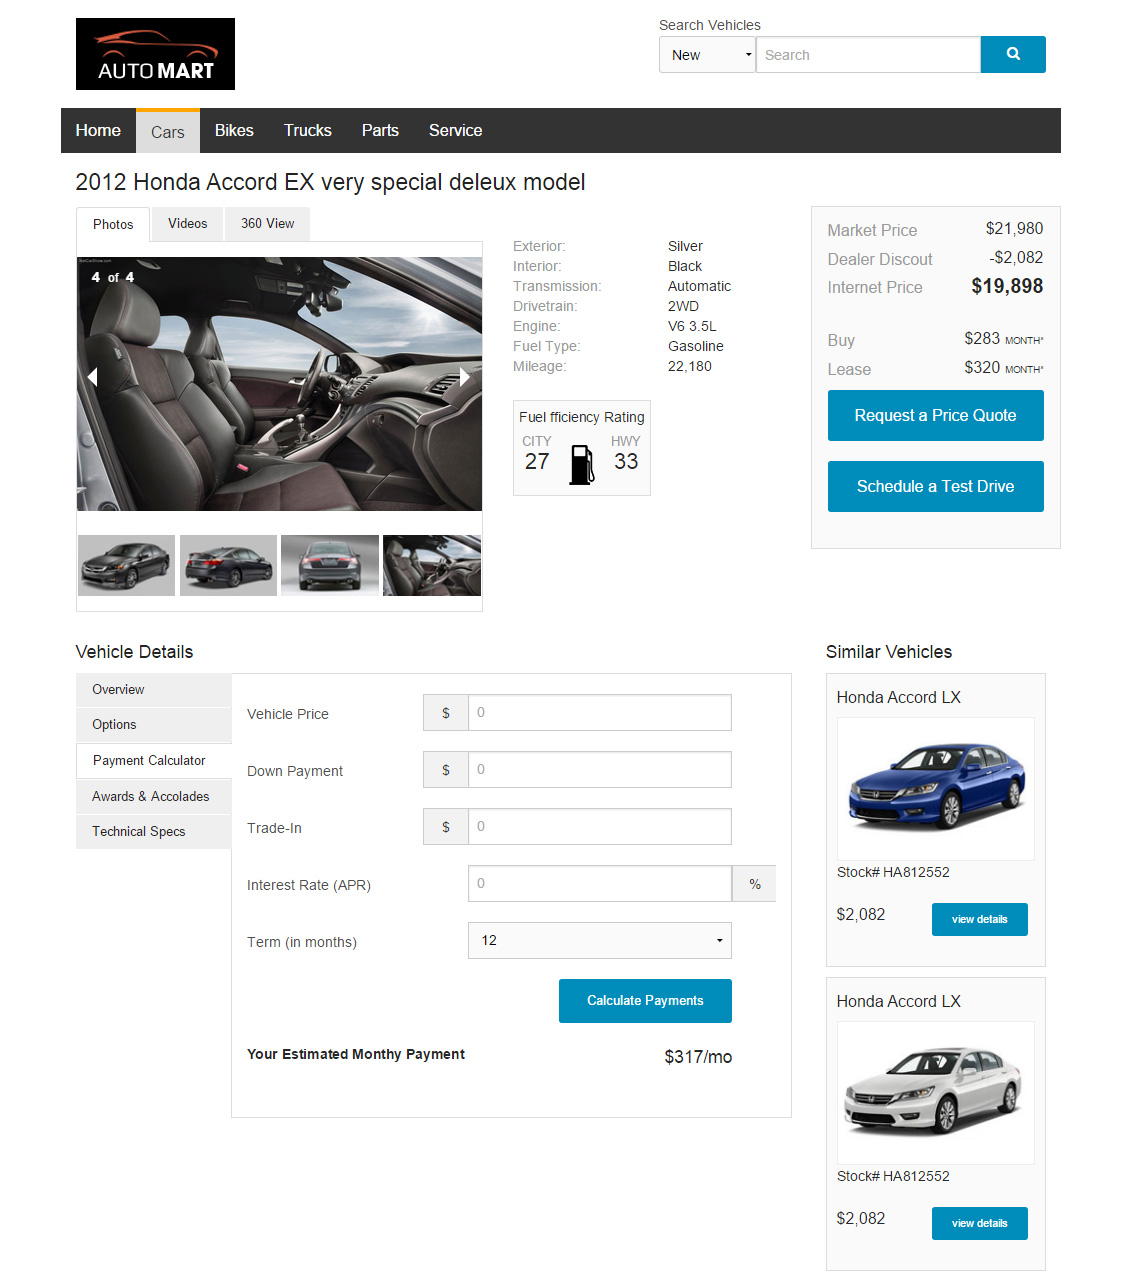 AUTO MART
Search Vehicles
New
Search
Home
Cars
Bikes
Trucks
Parts
Service
2012 Honda Accord EX very special deleux model
Photos
Videos
360 View
4 of 4
Exterior: Silver
Interior: Black
Transmission: Automatic
Drivetrain: 2WD
Engine: V6 3.5L
Fuel Type: Gasoline
Mileage: 22,180
Fuel fficiency Rating
CITY
27
HWY
33
Market Price $21,980
Dealer Discout -$2,082
Internet Price $19,898
Buy $283 MONTH*
Lease $320 MONTH*
Request a Price Quote
Schedule a Test Drive
Vehicle Details
Overview
Options
Payment Calculator
Awards & Accolades
Technical Specs
Vehicle Price $ 0
Down Payment $ 0
Trade-In $ 0
Interest Rate (APR) 0 %
Term (in months) 12
Calculate Payments
Your Estimated Monthy Payment $317/mo
Similar Vehicles
Honda Accord LX
Stock# HA812552
$2,082
view details
Honda Accord LX
Stock# HA812552
$2,082
view details